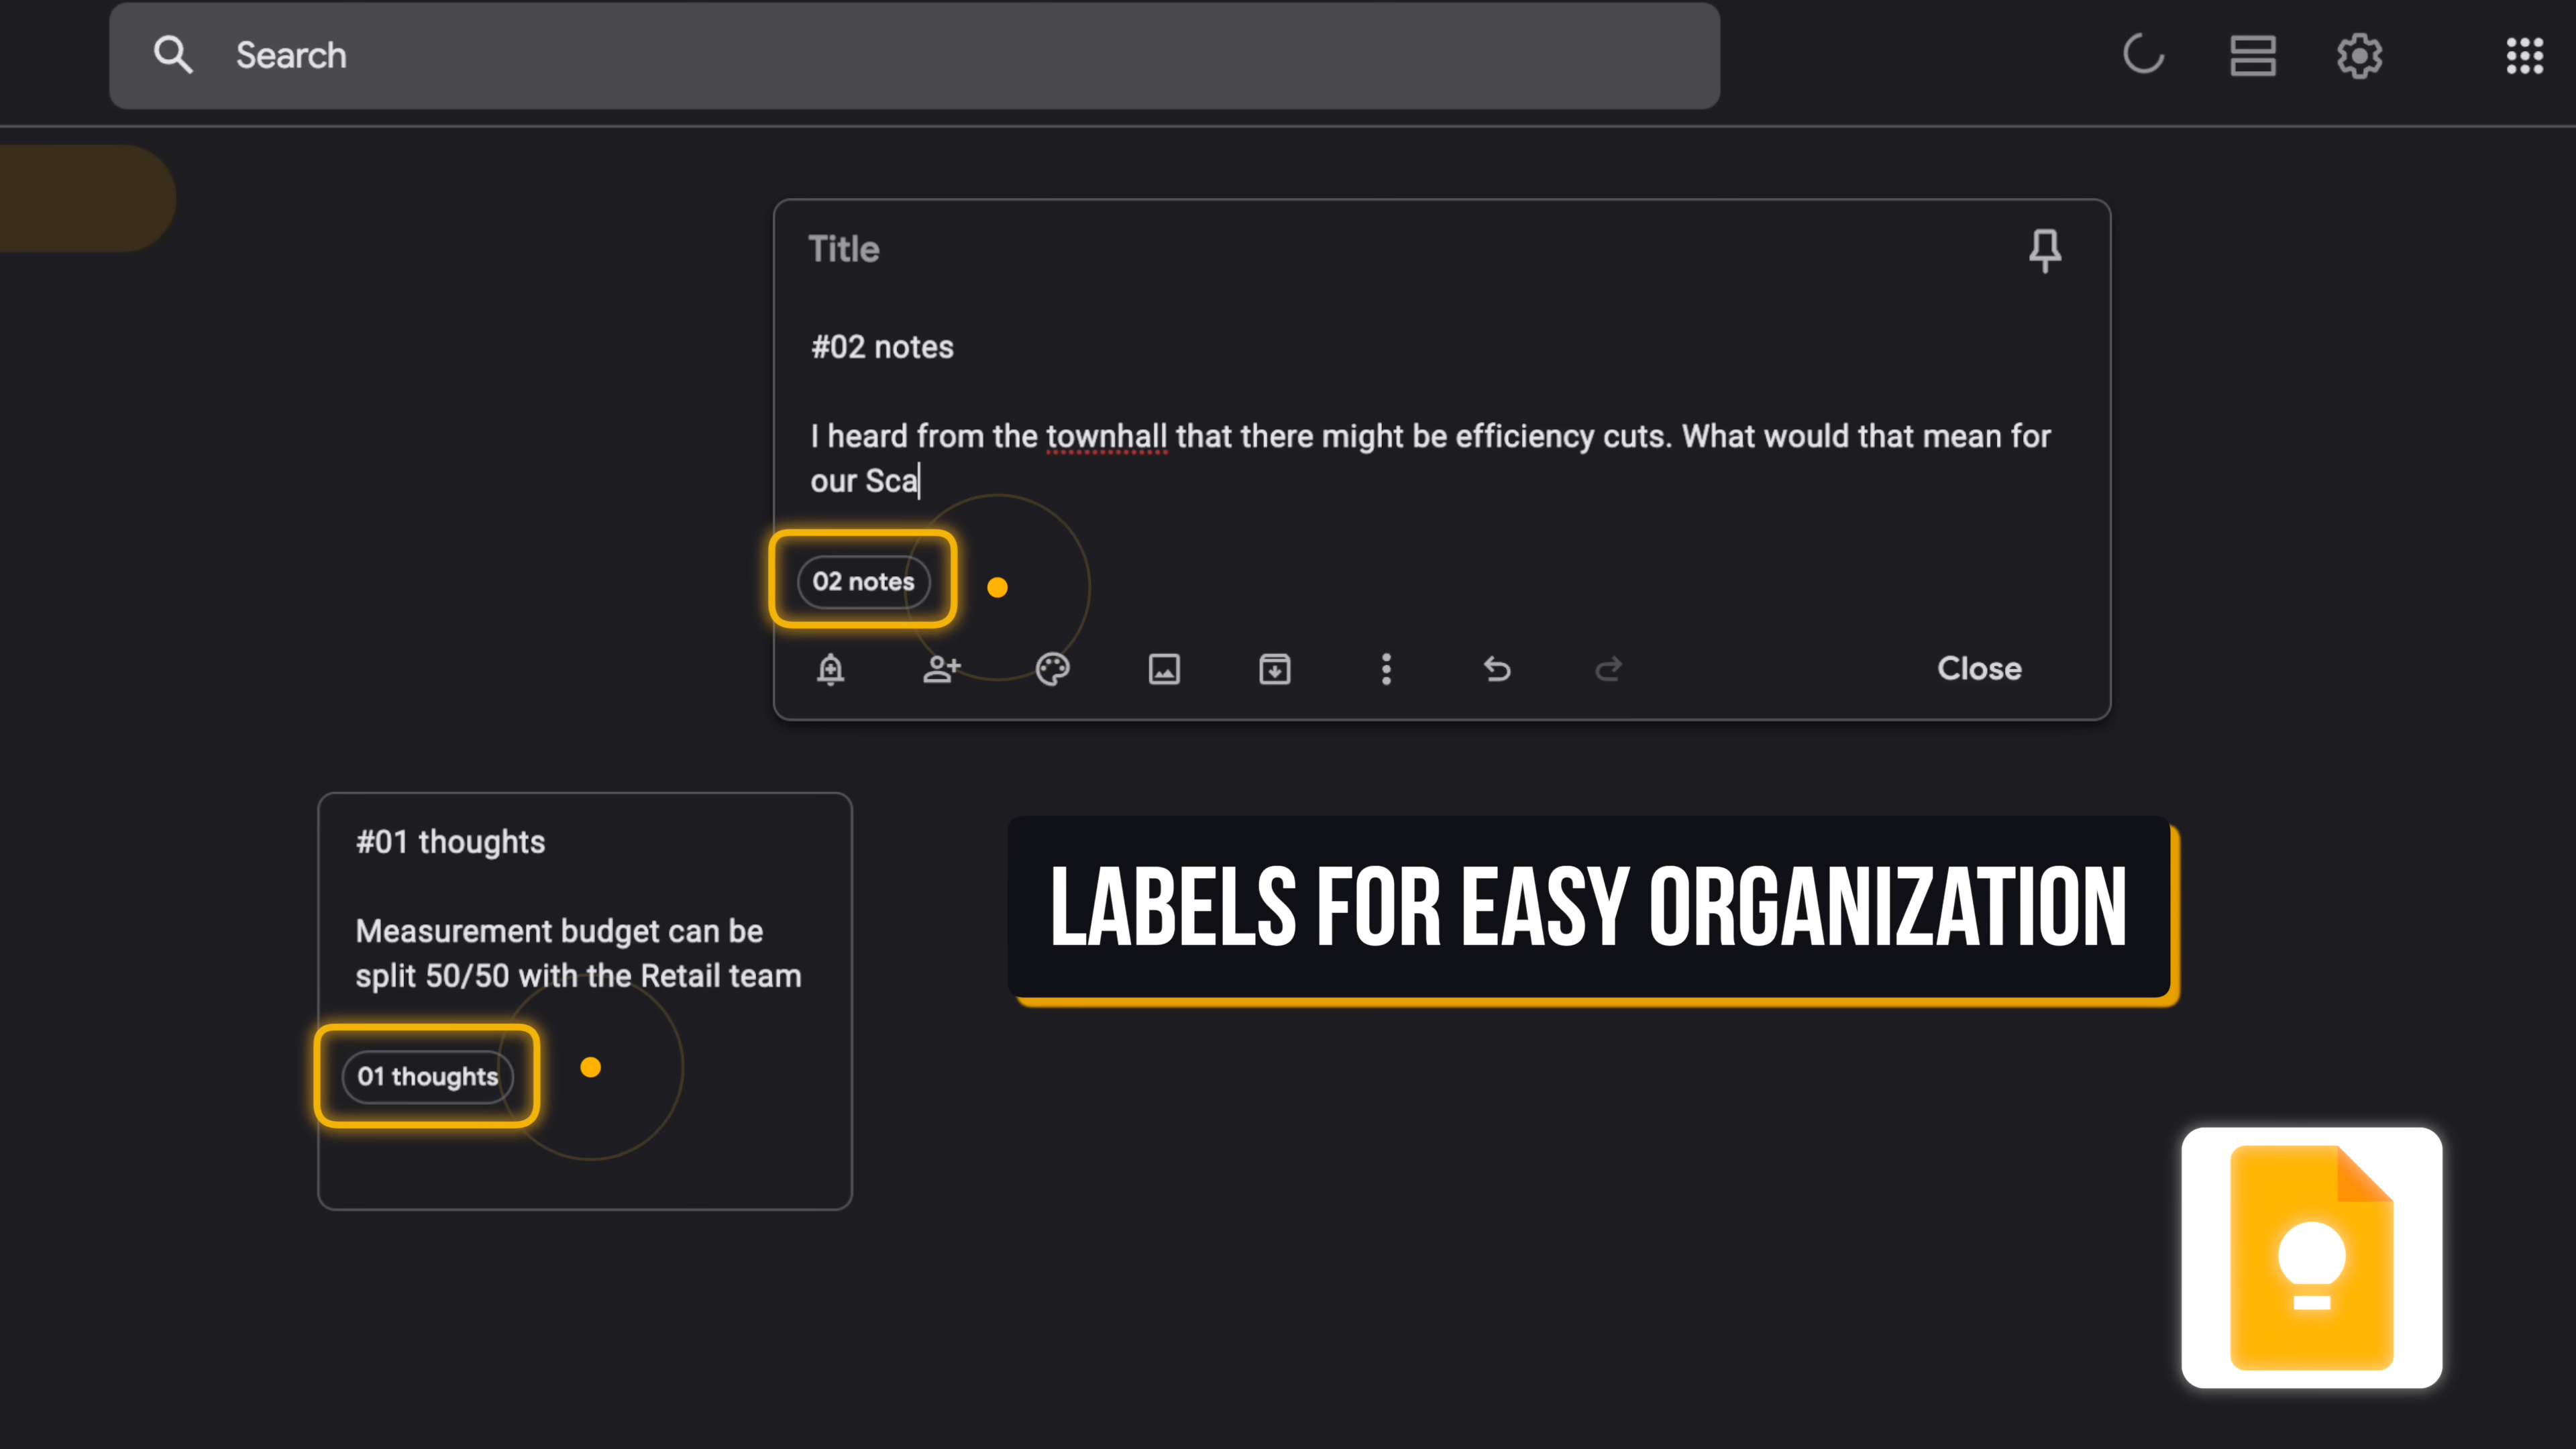 Search
Title
#02 notes
I heard from the townhall that there might be efficiency cuts. What would that mean for
our Sca
02 notes
Close
#01 thoughts
Measurement budget can be
split 50/50 with the Retail team
01 thoughts
LABELS FOR EASY ORGANIZATION